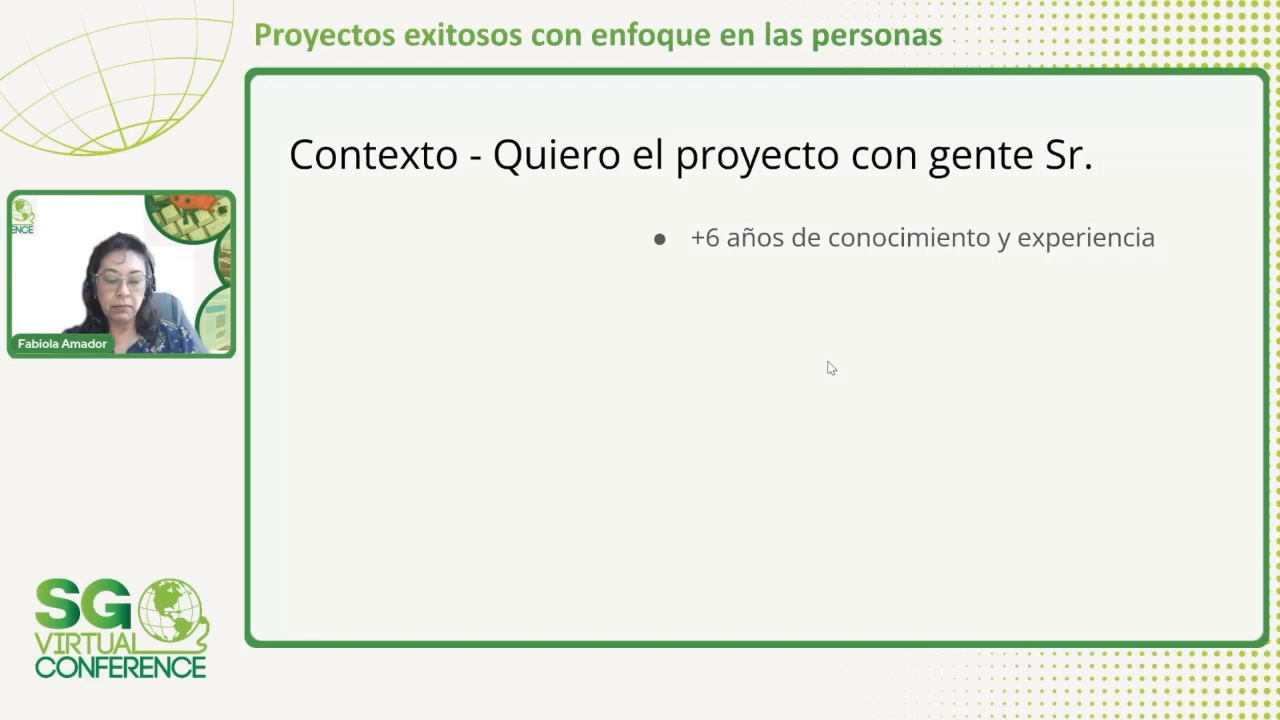 Proyectos exitosos con enfoque en las personas
Contexto - Quiero el proyecto con gente Sr.
● +6 años de conocimiento y experiencia
ENCE
Fabiola Amador
SG
VIRTUAL
CONFERENCE